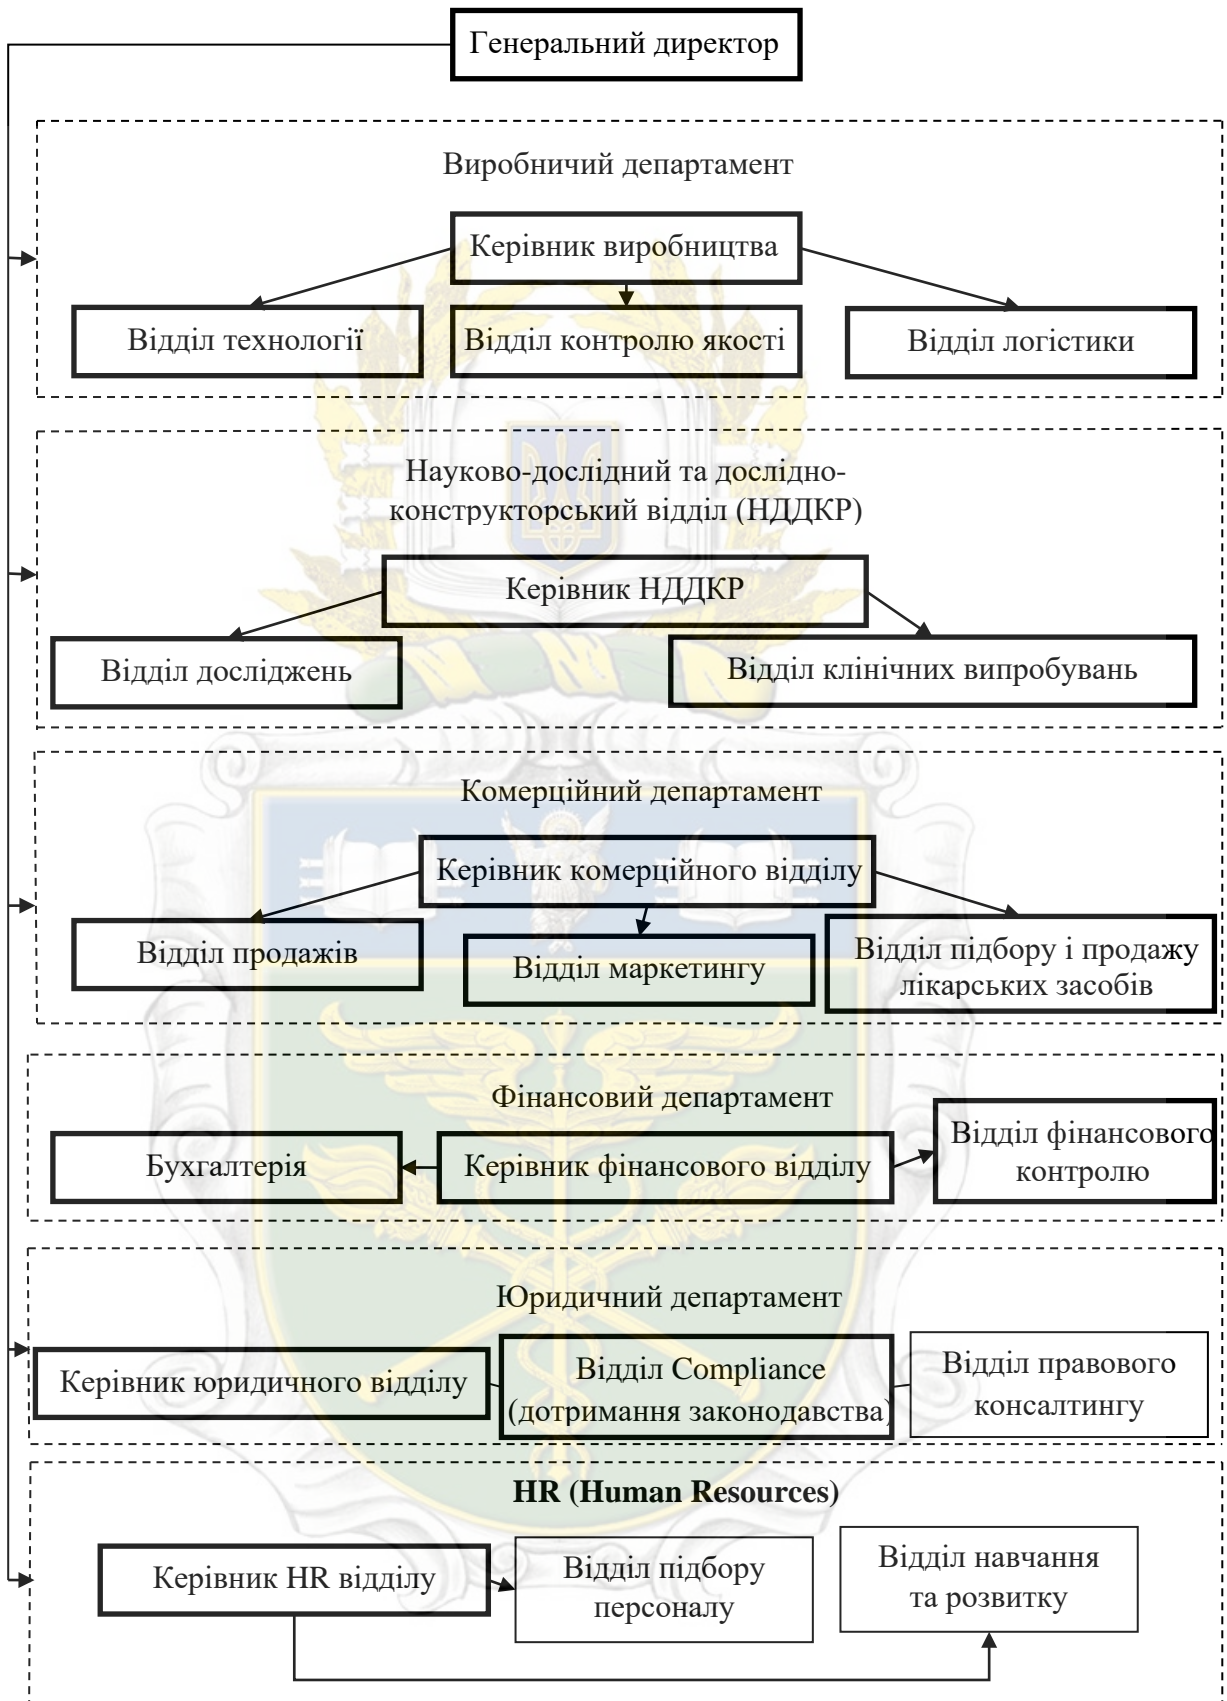 Генеральний директор
Виробничий департамент
Керівник виробництва
Відділ технології
Відділ контролю якості
Відділ логістики
Науково-дослідний та дослідно-
конструкторський відділ (НДДКР)
Керівник НДДКР
Відділ досліджень
Відділ клінічних випробувань
Комерційний департамент
Керівник комерційного відділу
Відділ продажів
Відділ маркетингу
Відділ підбору і продажу
лікарських засобів
Фінансовий департамент
Бухгалтерія
Керівник фінансового відділу
Відділ фінансового
контролю
Юридичний департамент
Керівник юридичного відділу
Відділ Compliance
(дотримання законодавства)
Відділ правового
консалтингу
HR (Human Resources)
Керівник HR відділу
Відділ підбору
персоналу
Відділ навчання
та розвитку